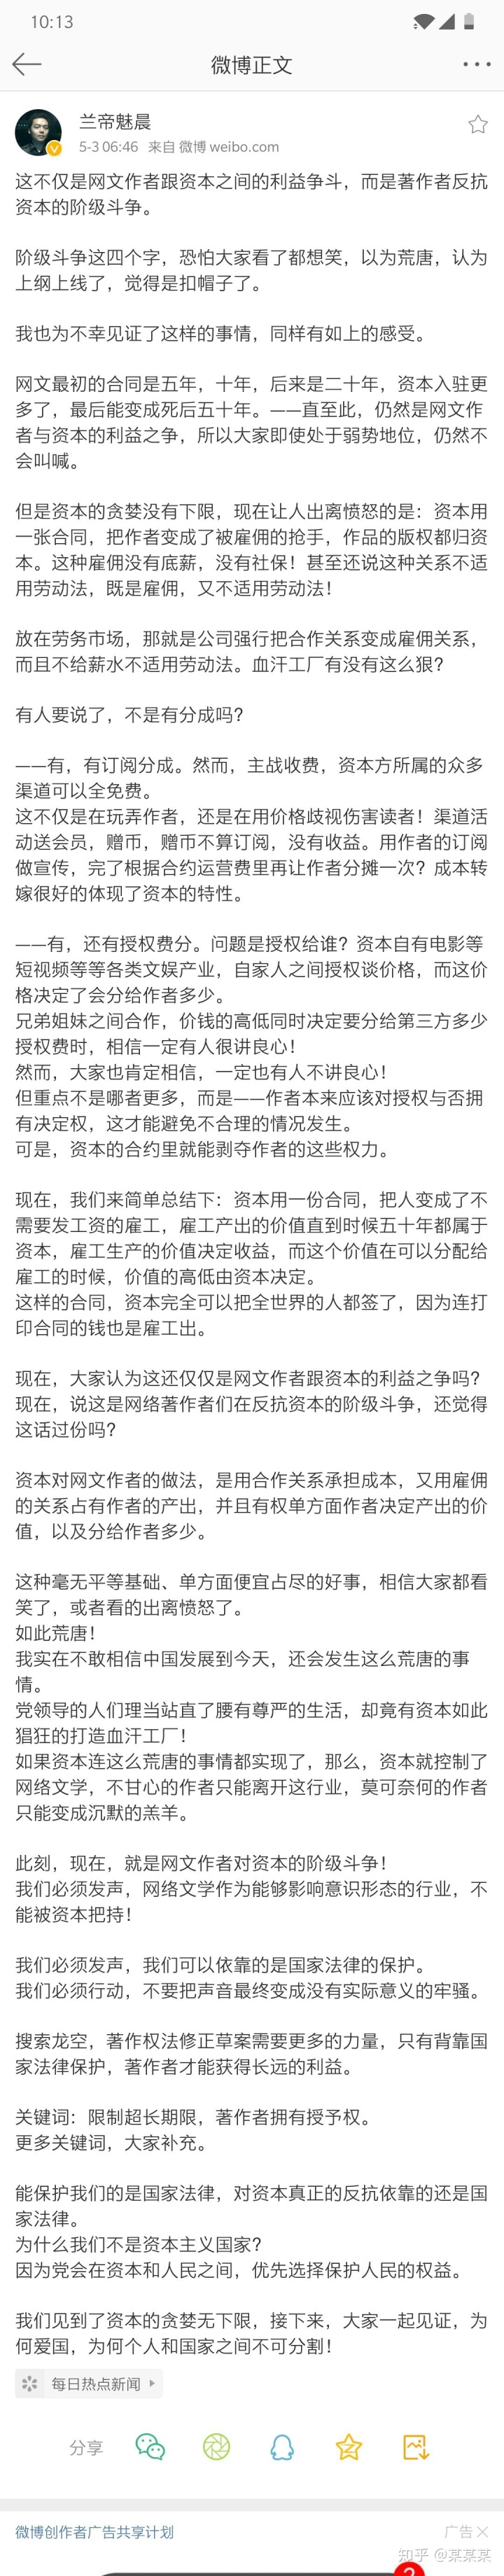 10:13
微博正文
兰帝魅晨
5-3 06:46 来自 微博 weibo.com
这不仅是网文作者跟资本之间的利益争斗，而是著作者反抗
资本的阶级斗争。
阶级斗争这四个字，恐怕大家看了都想笑，以为荒唐，认为
上纲上线了，觉得是扣帽子了。
我也为不幸见证了这样的事情，同样有如上的感受。
网文最初的合同是五年，十年，后来是二十年，资本入驻更
多了，最后能变成死后五十年。——直至此，仍然是网文作
者与资本的利益之争，所以大家即使处于弱势地位，仍然不
会叫喊。
但是资本的贪婪没有下限，现在让人出离愤怒的是：资本用
一张合同，把作者变成了被雇佣的抢手，作品的版权都归资
本。这种雇佣没有底薪，没有社保！甚至还说这种关系不适
用劳动法，既是雇佣，又不适用劳动法！
放在劳务市场，那就是公司强行把合作关系变成雇佣关系，
而且不给薪水不适用劳动法。血汗工厂有没有这么狠？
有人要说了，不是有分成吗？
——有，有订阅分成。然而，主战收费，资本方所属的众多
渠道可以全免费。
这不仅是在玩弄作者，还是在用价格歧视伤害读者！渠道活
动送会员，赠币，赠币不算订阅，没有收益。用作者的订阅
做宣传，完了根据合约运营费里再让作者分摊一次？成本转
嫁很好的体现了资本的特性。
——有，还有授权费分。问题是授权给谁？资本自有电影等
短视频等等各类文娱产业，自家人之间授权谈价格，而这价
格决定了会分给作者多少。
兄弟姐妹之间合作，价钱的高低同时决定要分给第三方多少
授权费时，相信一定有人很讲良心！
然而，大家也肯定相信，一定也有人不讲良心！
但重点不是哪者更多，而是——作者本来应该对授权与否拥
有决定权，这才能避免不合理的情况发生。
可是，资本的合约里就能剥夺作者的这些权力。
现在，我们来简单总结下：资本用一份合同，把人变成了不
需要发工资的雇工，雇工产出的价值直到时候五十年都属于
资本，雇工生产的价值决定收益，而这个价值在可以分配给
雇工的时候，价值的高低由资本决定。
这样的合同，资本完全可以把全世界的人都签了，因为连打
印合同的钱也是雇工出。
现在，大家认为这还仅仅是网文作者跟资本的利益之争吗？
现在，说这是网络著作者们在反抗资本的阶级斗争，还觉得
这话过份吗？
资本对网文作者的做法，是用合作关系承担成本，又用雇佣
的关系占有作者的产出，并且有权单方面作者决定产出的价
值，以及分给作者多少。
这种毫无平等基础、单方面便宜占尽的好事，相信大家都看
笑了，或者看的出离愤怒了。
如此荒唐！
我实在不敢相信中国发展到今天，还会发生这么荒唐的事
情。
党领导的人们理当站直了腰有尊严的生活，却竟有资本如此
猖狂的打造血汗工厂！
如果资本连这么荒唐的事情都实现了，那么，资本就控制了
网络文学，不甘心的作者只能离开这行业，莫可奈何的作者
只能变成沉默的羔羊。
此刻，现在，就是网文作者对资本的阶级斗争！
我们必须发声，网络文学作为能够影响意识形态的行业，不
能被资本把持！
我们必须发声，我们可以依靠的是国家法律的保护。
我们必须行动，不要把声音最终变成没有实际意义的牢骚。
搜索龙空，著作权法修正草案需要更多的力量，只有背靠国
家法律保护，著作者才能获得长远的利益。
关键词：限制超长期限，著作者拥有授予权。
更多关键词，大家补充。
能保护我们的是国家法律，对资本真正的反抗依靠的还是国
家法律。
为什么我们不是资本主义国家？
因为党会在资本和人民之间，优先选择保护人民的权益。
我们见到了资本的贪婪无下限，接下来，大家一起见证，为
何爱国，为何个人和国家之间不可分割！
每日热点新闻
分享
微博创作者广告共享计划
广告
知乎 @某某某
2